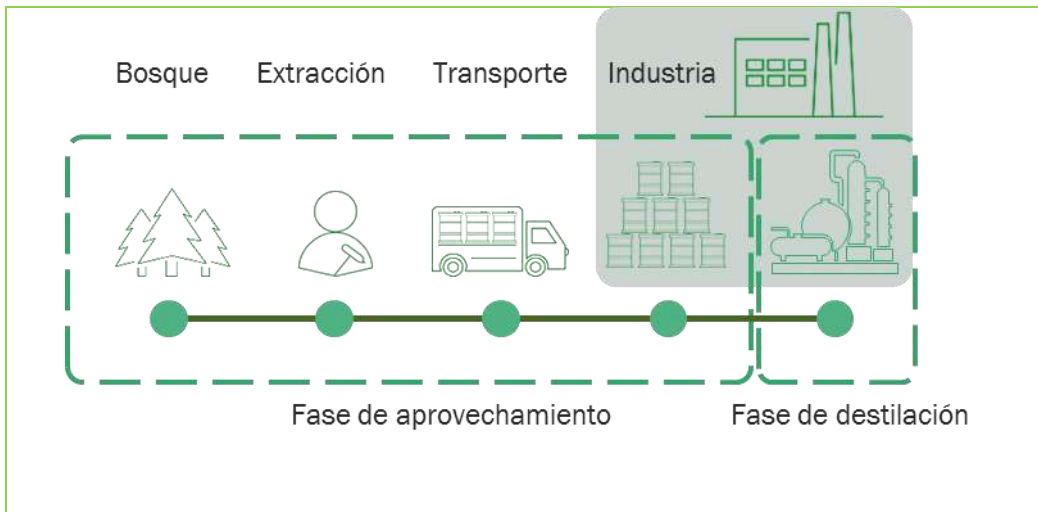 Bosque Extracción Transporte Industria
Fase de aprovechamiento Fase de destilación